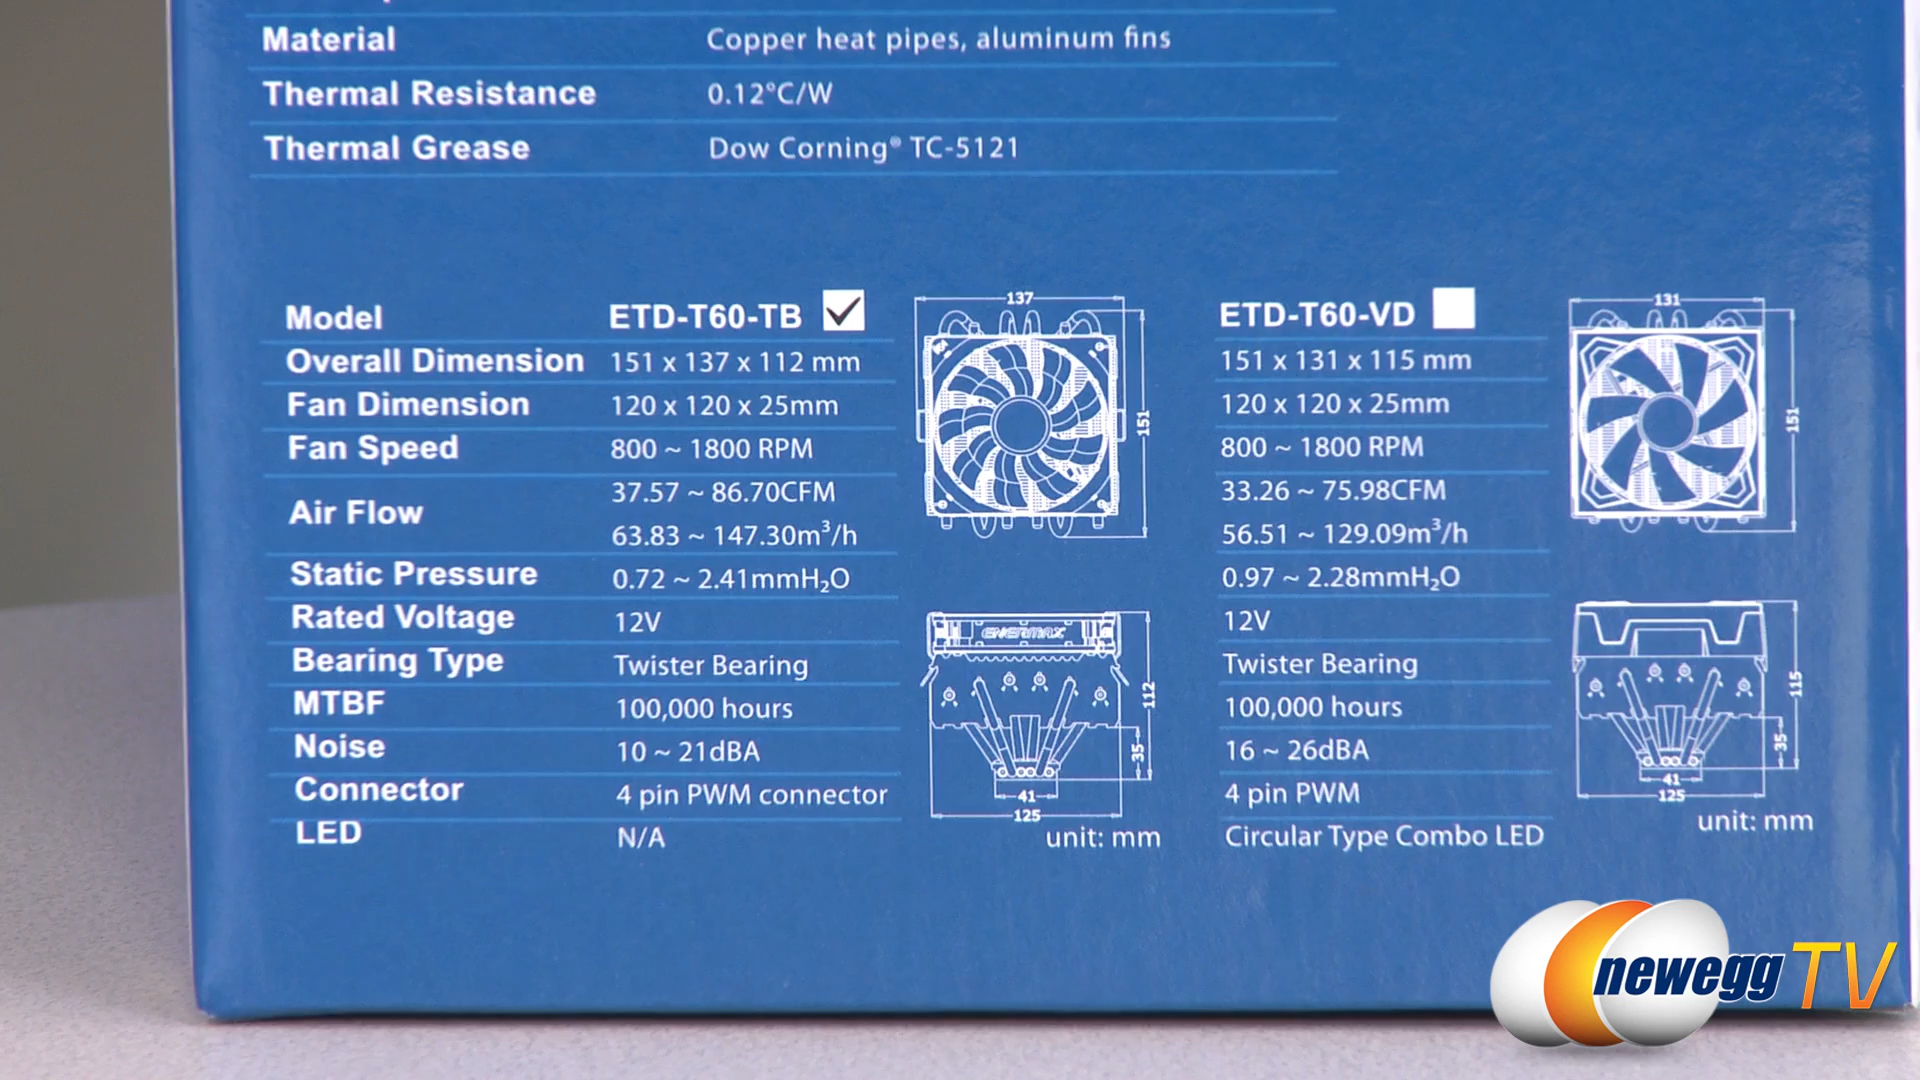 Material Copper heat pipes, aluminum fins
Thermal Resistance 0.12°C/W
Thermal Grease Dow Corning® TC-5121
Model ETD-T60-TB ETD-T60-VD
Overall Dimension 151 x 137 x 112 mm 151 x 131 x 115 mm
Fan Dimension 120 x 120 x 25mm 120 x 120 x 25mm
Fan Speed 800 ~ 1800 RPM 800 ~ 1800 RPM
Air Flow 37.57 ~ 86.70CFM 33.26 ~ 75.98CFM
63.83 ~ 147.30m³/h 56.51 ~ 129.09m³/h
Static Pressure 0.72 ~ 2.41mmH₂O 0.97 ~ 2.28mmH₂O
Rated Voltage 12V 12V
Bearing Type Twister Bearing Twister Bearing
MTBF 100,000 hours 100,000 hours
Noise 10 ~ 21dBA 16 ~ 26dBA
Connector 4 pin PWM connector 4 pin PWM
LED N/A Circular Type Combo LED
137
151
ENERMAX
112
35
41
125
unit: mm
131
151
115
35
41
125
unit: mm
newegg TV